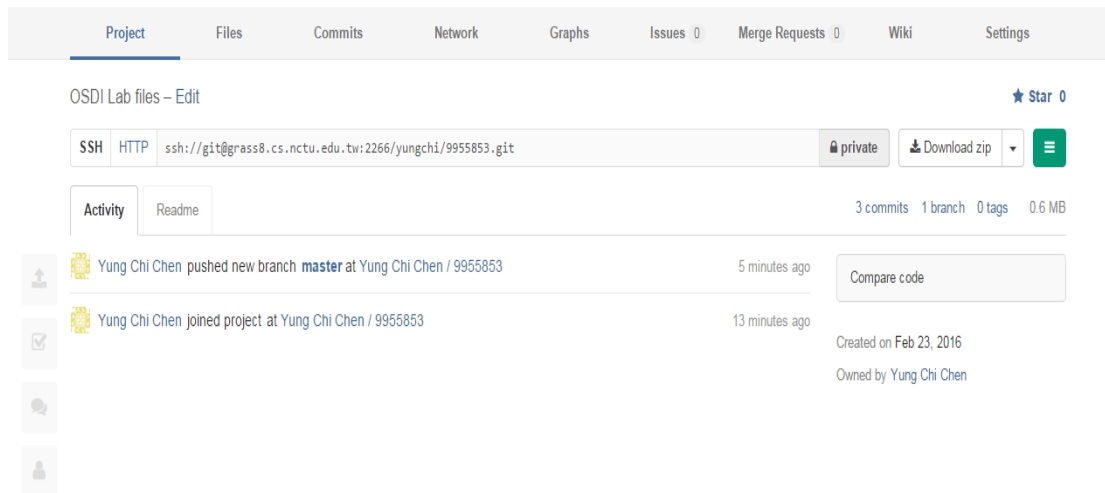 Project Files Commits Network Graphs Issues 0 Merge Requests 0 Wiki Settings
OSDI Lab files – Edit
Star 0
SSH HTTP ssh://git@grass8.cs.nctu.edu.tw:2266/yungchi/9955853.git private Download zip
Activity Readme
3 commits 1 branch 0 tags 0.6 MB
Yung Chi Chen pushed new branch master at Yung Chi Chen / 9955853 5 minutes ago
Compare code
Yung Chi Chen joined project at Yung Chi Chen / 9955853 13 minutes ago
Created on Feb 23, 2016
Owned by Yung Chi Chen